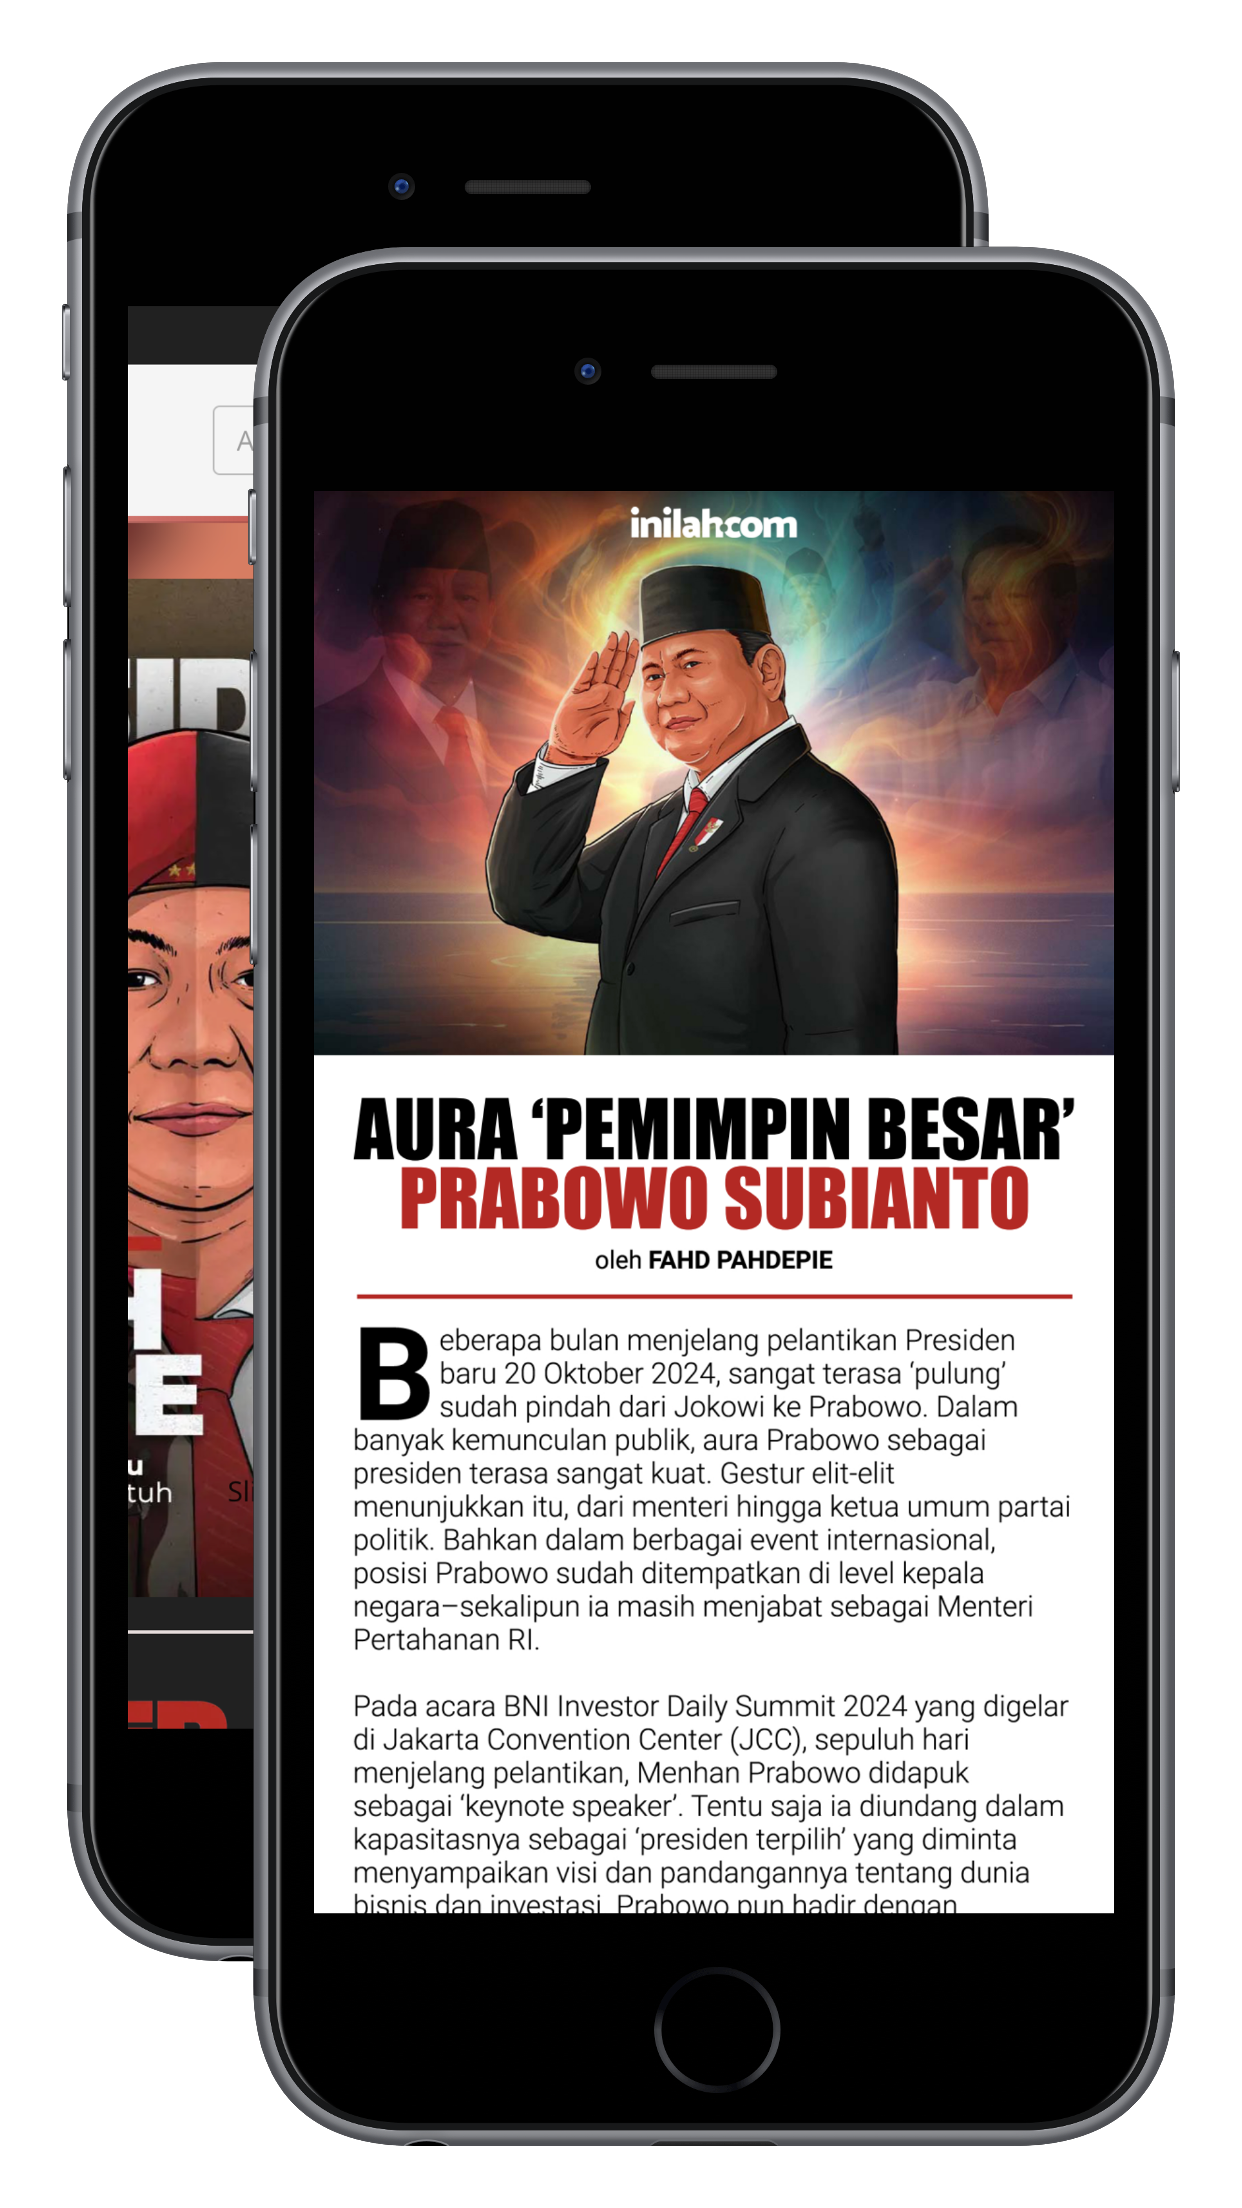 inilah:com
AURA ‘PEMIMPIN BESAR’
PRABOWO SUBIANTO
oleh FAHD PAHDEPIE
Beberapa bulan menjelang pelantikan Presiden
baru 20 Oktober 2024, sangat terasa ‘pulung’
sudah pindah dari Jokowi ke Prabowo. Dalam
banyak kemunculan publik, aura Prabowo sebagai
presiden terasa sangat kuat. Gestur elit-elit
menunjukkan itu, dari menteri hingga ketua umum partai
politik. Bahkan dalam berbagai event internasional,
posisi Prabowo sudah ditempatkan di level kepala
negara–sekalipun ia masih menjabat sebagai Menteri
Pertahanan RI.
Pada acara BNI Investor Daily Summit 2024 yang digelar
di Jakarta Convention Center (JCC), sepuluh hari
menjelang pelantikan, Menhan Prabowo didapuk
sebagai ‘keynote speaker’. Tentu saja ia diundang dalam
kapasitasnya sebagai ‘presiden terpilih’ yang diminta
menyampaikan visi dan pandangannya tentang dunia
bisnis dan investasi. Prabowo pun hadir dengan